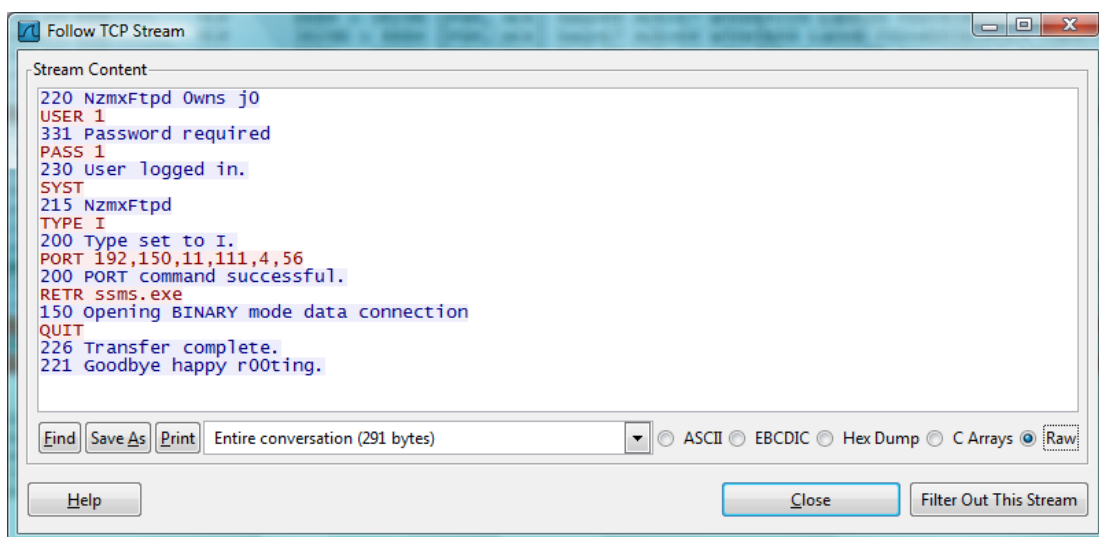 Follow TCP Stream
Stream Content
220 NzmxFtpd Owns j0
USER 1
331 Password required
PASS 1
230 User logged in.
SYST
215 NzmxFtpd
TYPE I
200 Type set to I.
PORT 192,150,11,111,4,56
200 PORT command successful.
RETR ssms.exe
150 Opening BINARY mode data connection
QUIT
226 Transfer complete.
221 Goodbye happy r00ting.
Find Save As Print Entire conversation (291 bytes) ASCII EBCDIC Hex Dump C Arrays Raw
Help Close Filter Out This Stream